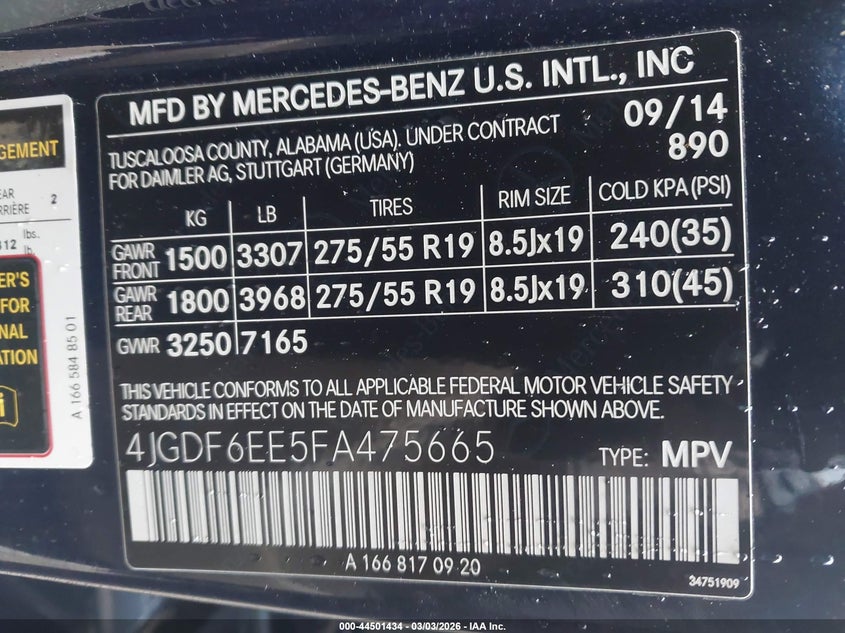 MFD BY MERCEDES-BENZ U.S. INTL., INC
TUSCALOOSA COUNTY, ALABAMA (USA). UNDER CONTRACT
FOR DAIMLER AG, STUTTGART (GERMANY)
09/14
890
KG LB TIRES RIM SIZE COLD KPA (PSI)
GAWR FRONT 1500 3307 275/55 R19 8.5Jx19 240(35)
GAWR REAR 1800 3968 275/55 R19 8.5Jx19 310(45)
GVWR 3250 7165
THIS VEHICLE CONFORMS TO ALL APPLICABLE FEDERAL MOTOR VEHICLE SAFETY
STANDARDS IN EFFECT ON THE DATE OF MANUFACTURE SHOWN ABOVE.
4JGDF6EE5FA475665 TYPE: MPV
A 166 817 09 20
34751909
2
lbs.
lb.
FOR
A 166 584 85 01
000-44501434 - 03/03/2026 - IAA Inc.